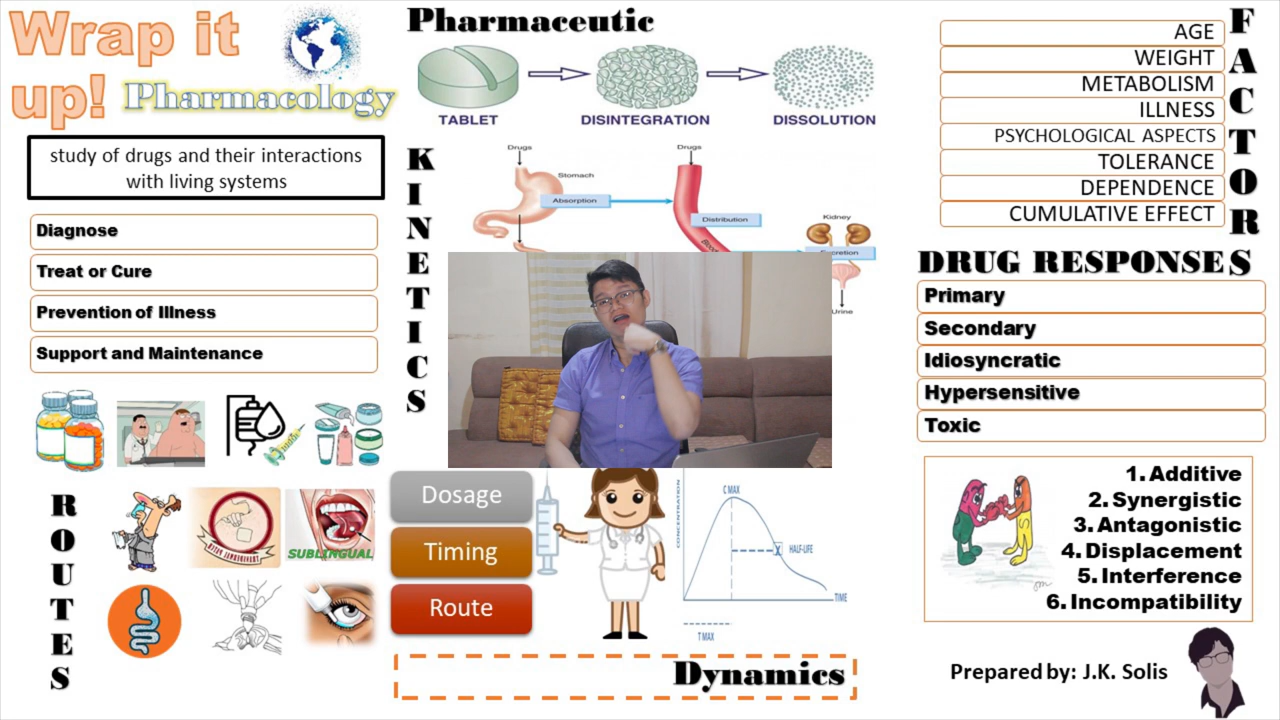 Wrap it
up!
Pharmacology
study of drugs and their interactions
with living systems
Diagnose
Treat or Cure
Prevention of Illness
Support and Maintenance
ROUTES
SUBLINGUAL
Pharmaceutic
TABLET
DISINTEGRATION
DISSOLUTION
KINETICS
Drugs
Stomach
Absorption
Drugs
Distribution
Kidney
Excretion
Urine
Dosage
Timing
Route
CONCENTRATION
C MAX
HALF-LIFE
TIME
T MAX
Dynamics
FACTORS
AGE
WEIGHT
METABOLISM
ILLNESS
PSYCHOLOGICAL ASPECTS
TOLERANCE
DEPENDENCE
CUMULATIVE EFFECT
DRUG RESPONSES
Primary
Secondary
Idiosyncratic
Hypersensitive
Toxic
1. Additive
2. Synergistic
3. Antagonistic
4. Displacement
5. Interference
6. Incompatibility
Prepared by: J.K. Solis